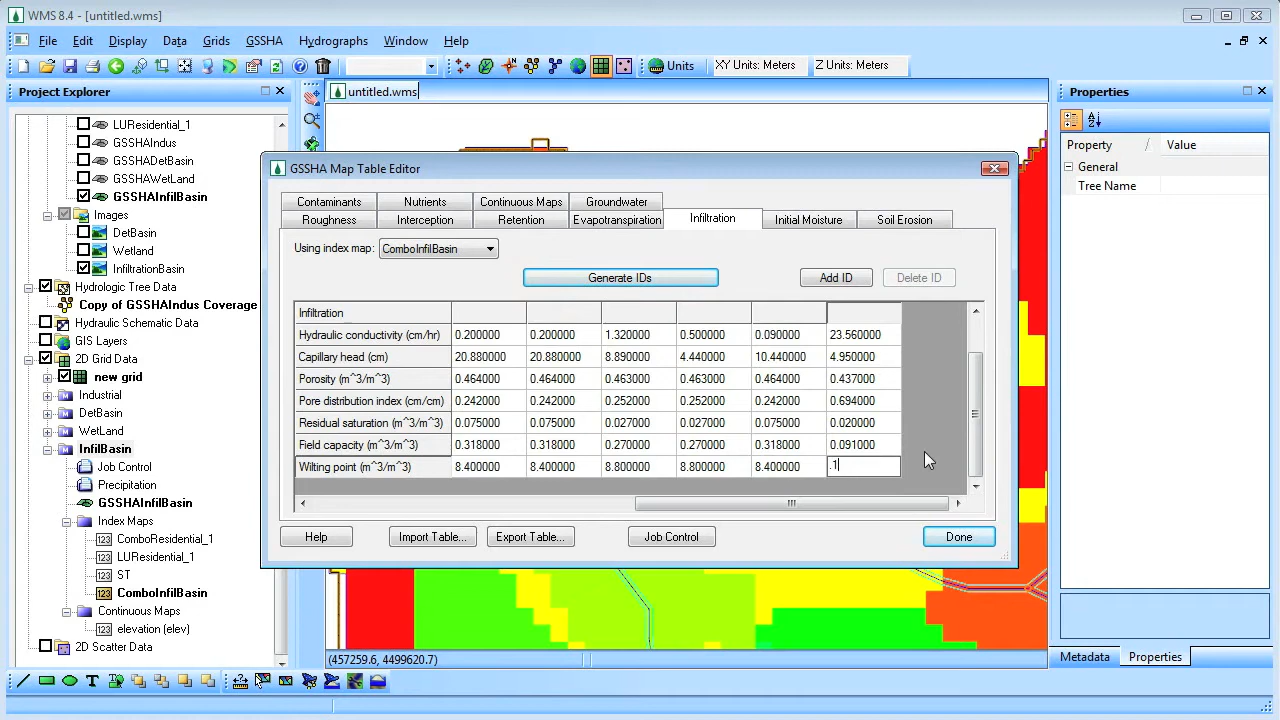 WMS 8.4 - [untitled.wms]
File Edit Display Data Grids GSSHA Hydrographs Window Help
Units XY Units: Meters Z Units: Meters
Project Explorer
untitled.wms
Properties
LUResidential_1
GSSHAIndus
GSSHADetBasin
GSSHAWetLand
GSSHAInfilBasin
Images
DetBasin
Wetland
InfiltrationBasin
Hydrologic Tree Data
Copy of GSSHAIndus Coverage
Hydraulic Schematic Data
GIS Layers
2D Grid Data
new grid
Industrial
DetBasin
WetLand
InfilBasin
Job Control
Precipitation
GSSHAInfilBasin
Index Maps
ComboResidential_1
LUResidential_1
ST
ComboInfilBasin
Continuous Maps
elevation (elev)
2D Scatter Data
GSSHA Map Table Editor
Contaminants Nutrients Continuous Maps Groundwater
Roughness Interception Retention Evapotranspiration Infiltration Initial Moisture Soil Erosion
Using index map: ComboInfilBasin
Generate IDs Add ID Delete ID
Infiltration
Hydraulic conductivity (cm/hr) 0.200000 0.200000 1.320000 0.500000 0.090000 23.560000
Capillary head (cm) 20.880000 20.880000 8.890000 4.440000 10.440000 4.950000
Porosity (m^3/m^3) 0.464000 0.464000 0.463000 0.463000 0.464000 0.437000
Pore distribution index (cm/cm) 0.242000 0.242000 0.252000 0.252000 0.242000 0.694000
Residual saturation (m^3/m^3) 0.075000 0.075000 0.027000 0.027000 0.075000 0.020000
Field capacity (m^3/m^3) 0.318000 0.318000 0.270000 0.270000 0.318000 0.091000
Wilting point (m^3/m^3) 8.400000 8.400000 8.800000 8.800000 8.400000 .1
Help Import Table... Export Table... Job Control Done
Property / Value
General
Tree Name
(457259.6, 4499620.7)
Metadata Properties